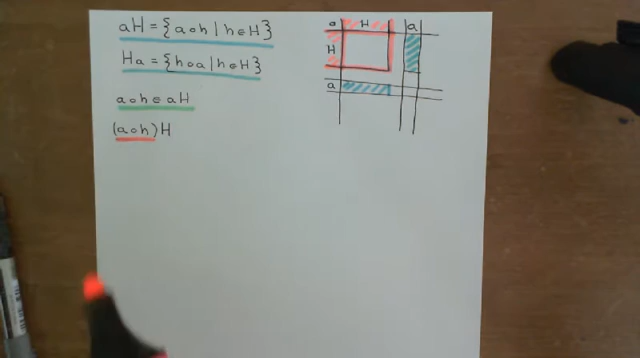 aH = {a∘h | h∈H}
Ha = {h∘a | h∈H}
a∘h ∈ aH
(a∘h)H
H a
H
a